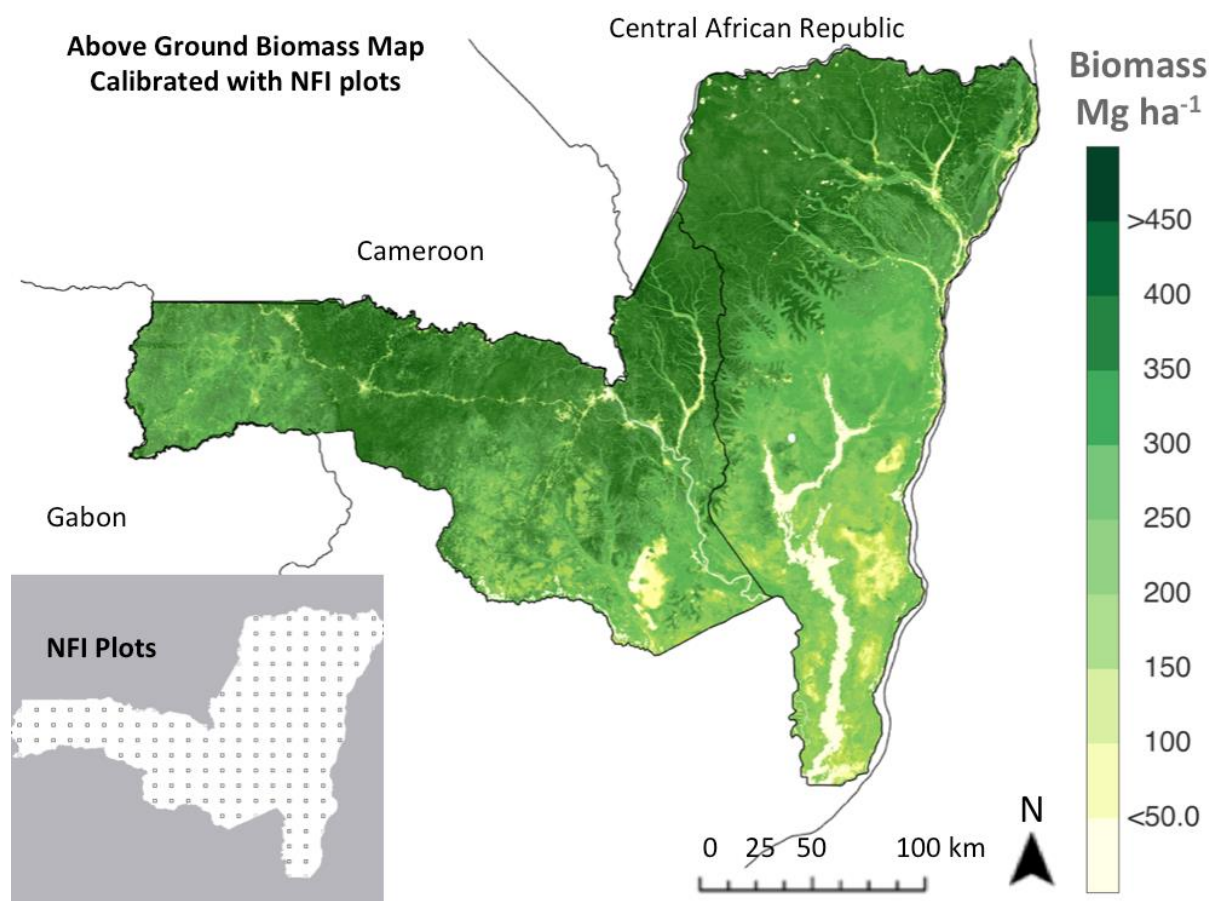 Above Ground Biomass Map
Calibrated with NFI plots
Central African Republic
Biomass
Mg ha-1
>450
400
350
300
250
200
150
100
<50.0
Cameroon
Gabon
NFI Plots
N
0 25 50 100 km